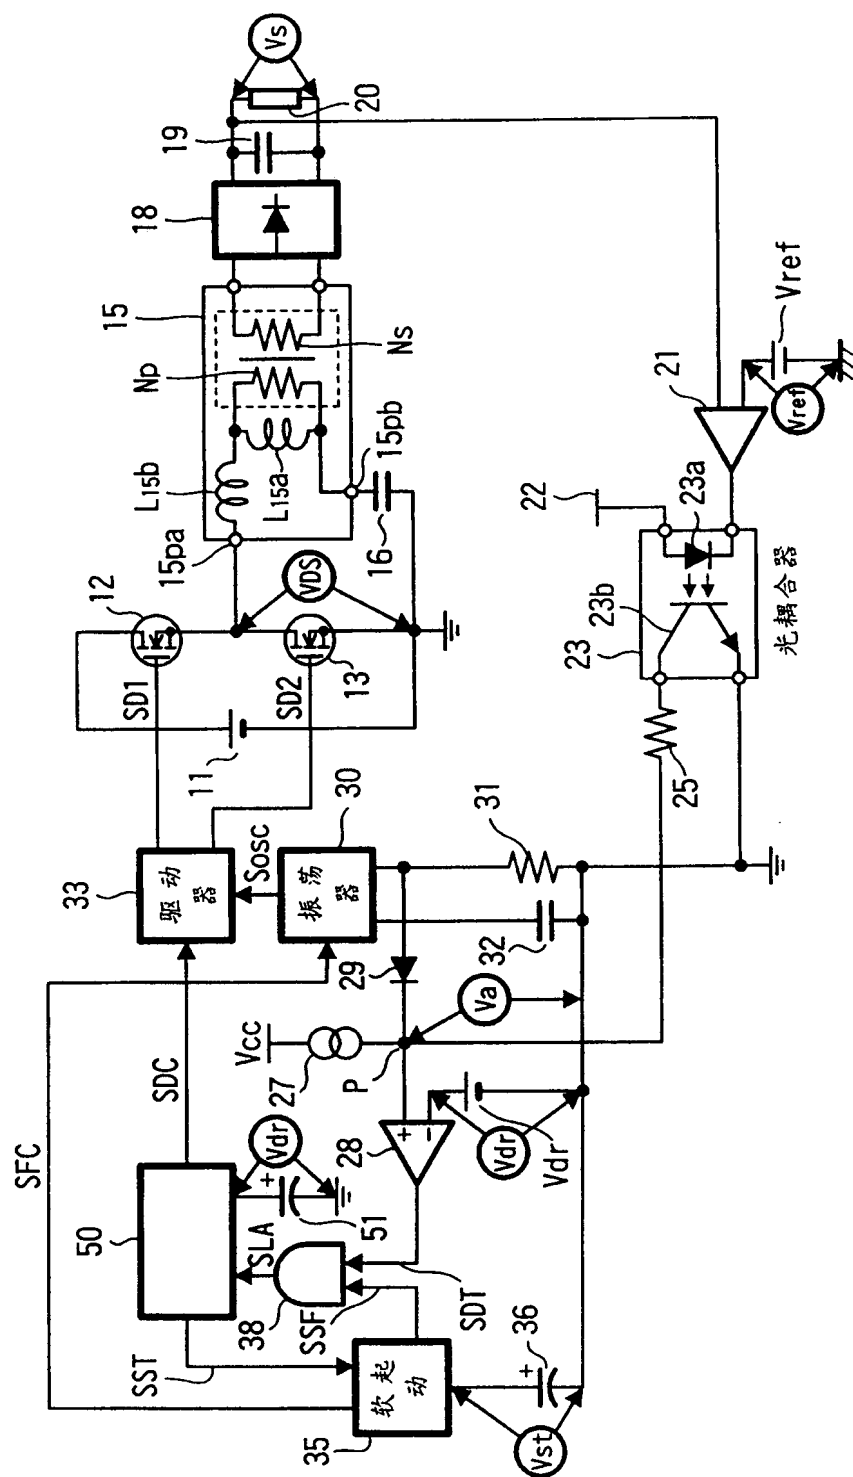 SFC
SDC
SST
50
33
驱动器
SD1
12
15pa
L15b
Np
15
18
19
20
Vs
Vdr
51
SLA
Vcc
27
Sosc
30
振荡器
11
SD2
13
VDS
16
15pb
L15a
Ns
35
软起动
SSF
38
SDT
28
+
−
P
29
Va
32
31
Vst
36
+
+
Vdr
Vdr
25
23
23b
23a
22
光耦合器
21
Vref
Vref